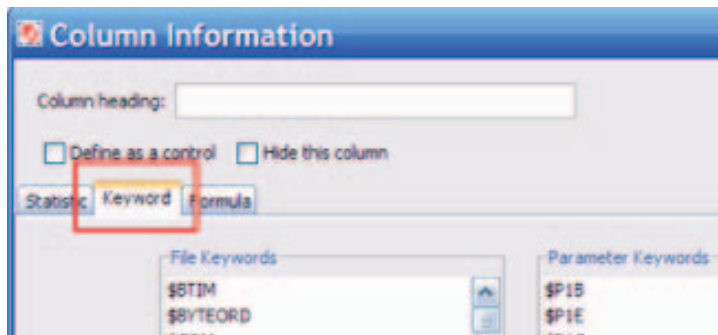 Column Information
Column heading:
Define as a control Hide this column
Statistic Keyword Formula
File Keywords Parameter Keywords
$BTIM $P1B
$BYTEORD $P1E